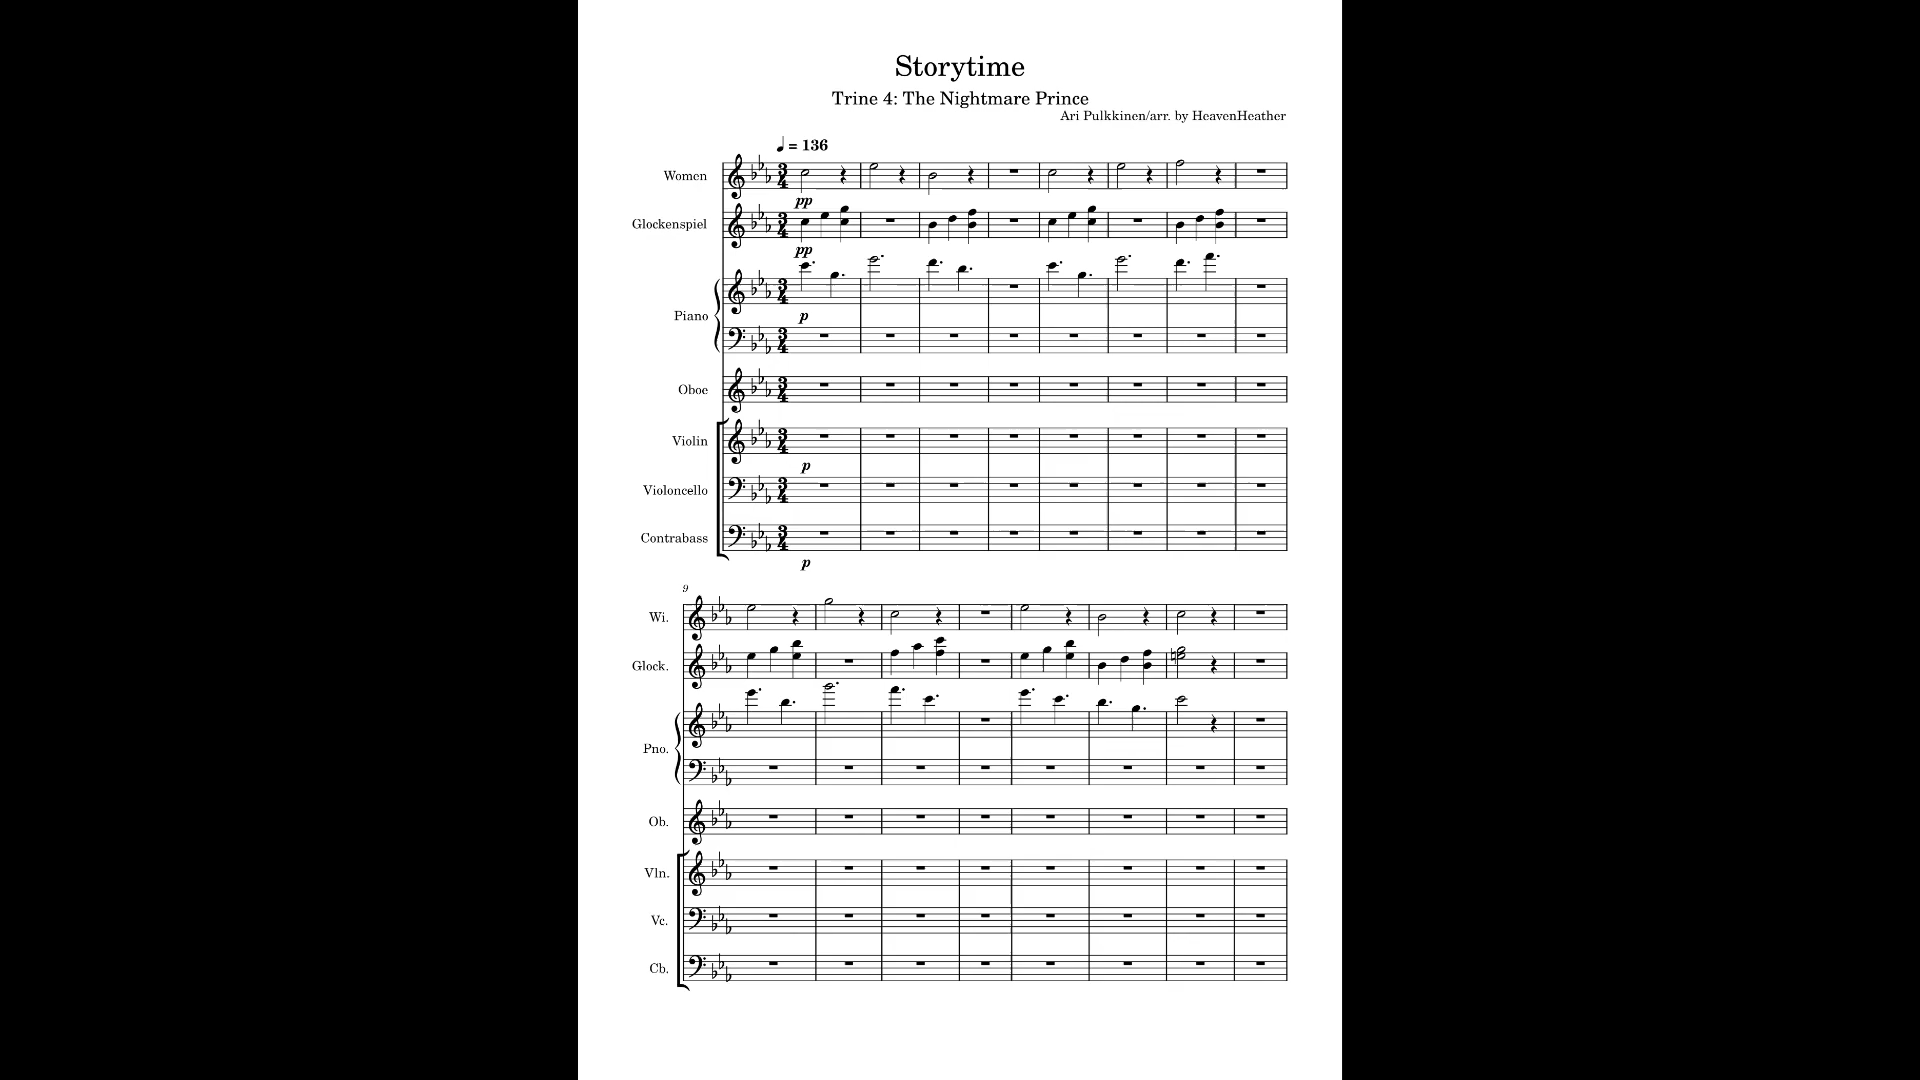 Storytime
Trine 4: The Nightmare Prince
Ari Pulkkinen/arr. by HeavenHeather
♩ = 136
Women
pp
Glockenspiel
pp
Piano
p
Oboe
Violin
p
Violoncello
Contrabass
p
9
Wi.
Glock.
Pno.
Ob.
Vln.
Vc.
Cb.